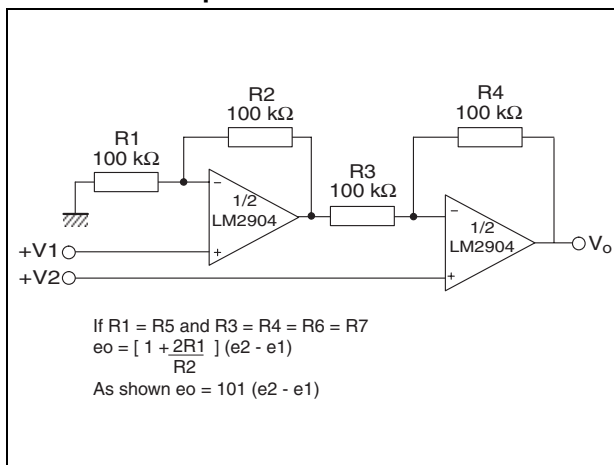 R1
100 kΩ
R2
100 kΩ
R3
100 kΩ
R4
100 kΩ
1/2
LM2904
1/2
LM2904
+V1
+V2
Vo
If R1 = R5 and R3 = R4 = R6 = R7
eo = [ 1 + 2R1/R2 ] (e2 - e1)
As shown eo = 101 (e2 - e1)